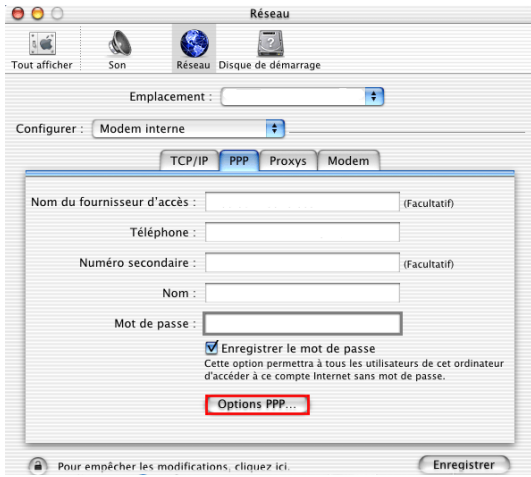 Réseau
Tout afficher
Son
Réseau
Disque de démarrage
Emplacement :
Configurer : Modem interne
TCP/IP
PPP
Proxys
Modem
Nom du fournisseur d'accès : (Facultatif)
Téléphone :
Numéro secondaire : (Facultatif)
Nom :
Mot de passe :
Enregistrer le mot de passe
Cette option permettra à tous les utilisateurs de cet ordinateur
d'accéder à ce compte Internet sans mot de passe.
Options PPP...
Pour empêcher les modifications, cliquez ici.
Enregistrer